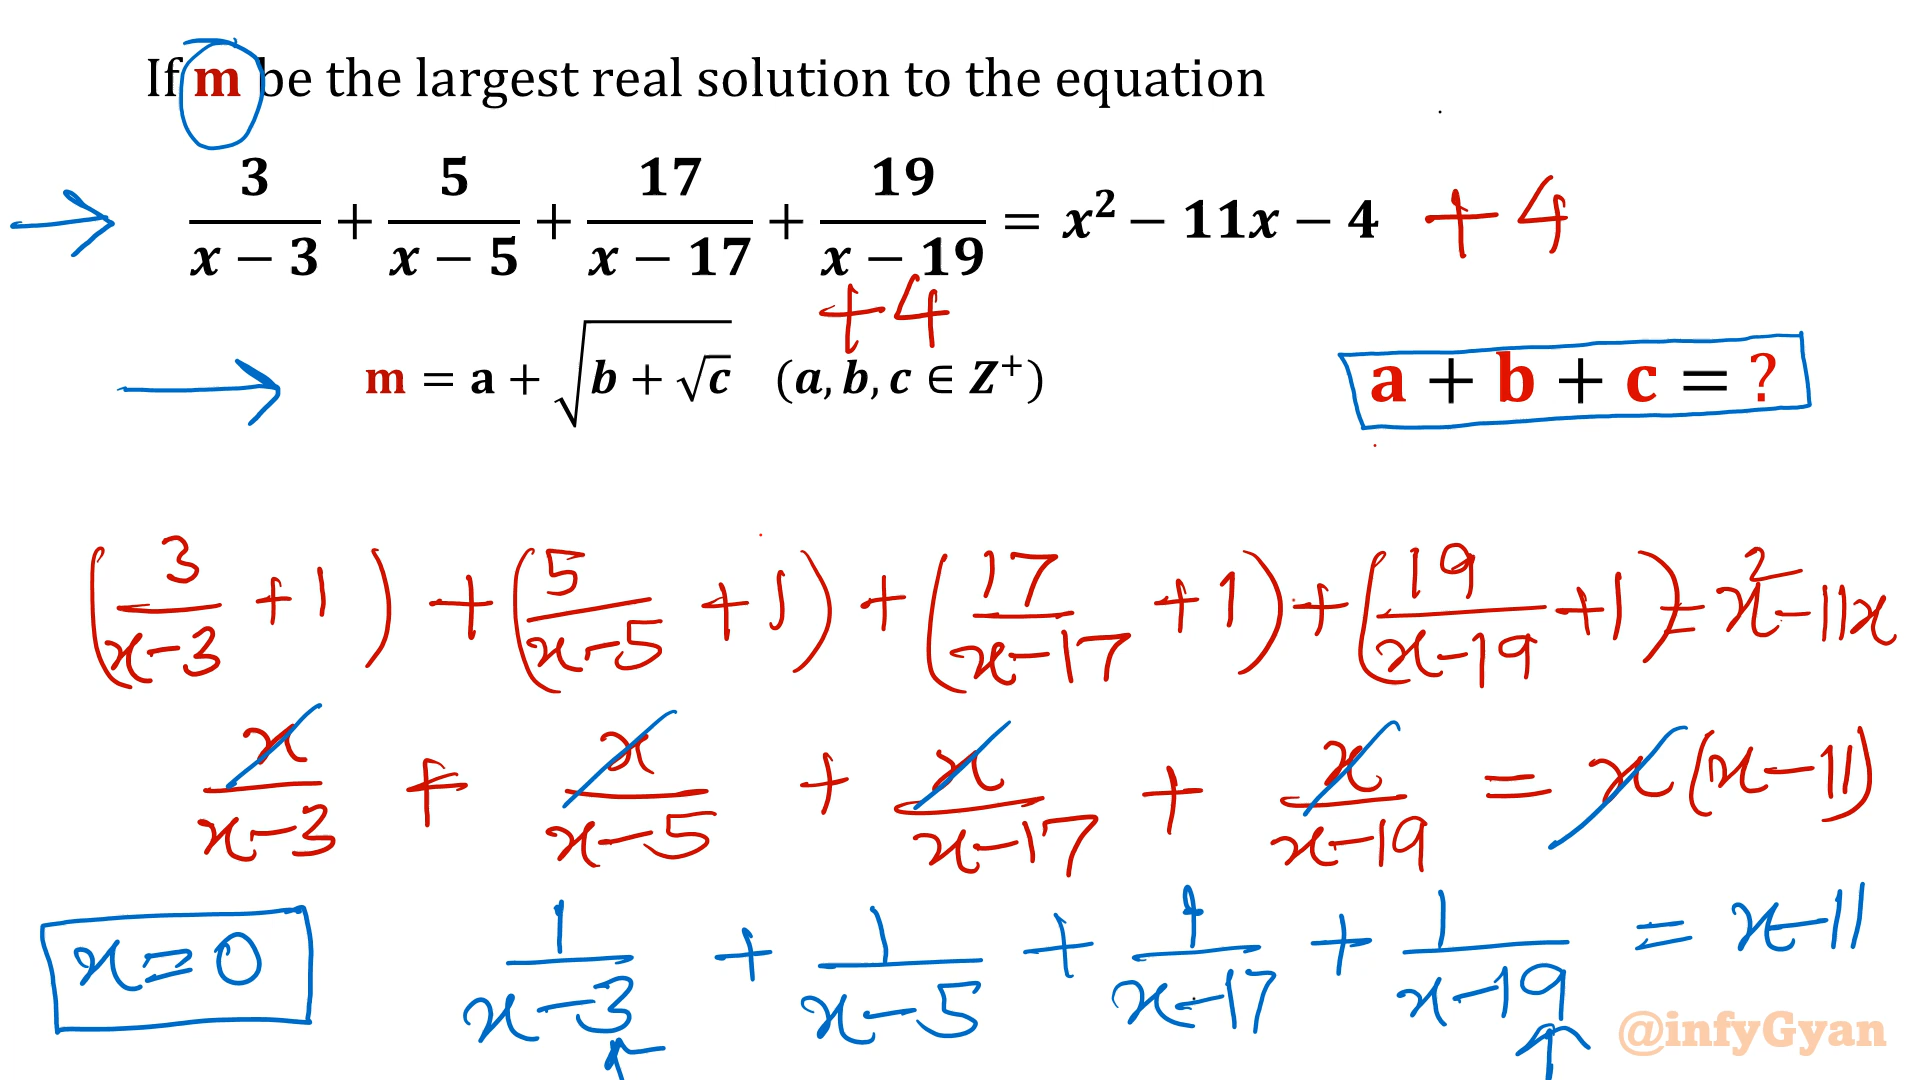 If m be the largest real solution to the equation
3/(x − 3) + 5/(x − 5) + 17/(x − 17) + 19/(x − 19) = x² − 11x − 4 +4
+4
m = a + √(b + √c) (a, b, c ∈ Z⁺)
a + b + c = ?
(3/(x−3) +1) + (5/(x−5) +1) + (17/(x−17) +1) + (19/(x−19) +1) = x²−11x
x/(x−3) + x/(x−5) + x/(x−17) + x/(x−19) = x(x−11)
x=0
1/(x−3) + 1/(x−5) + 1/(x−17) + 1/(x−19) = x−11
@infyGyan